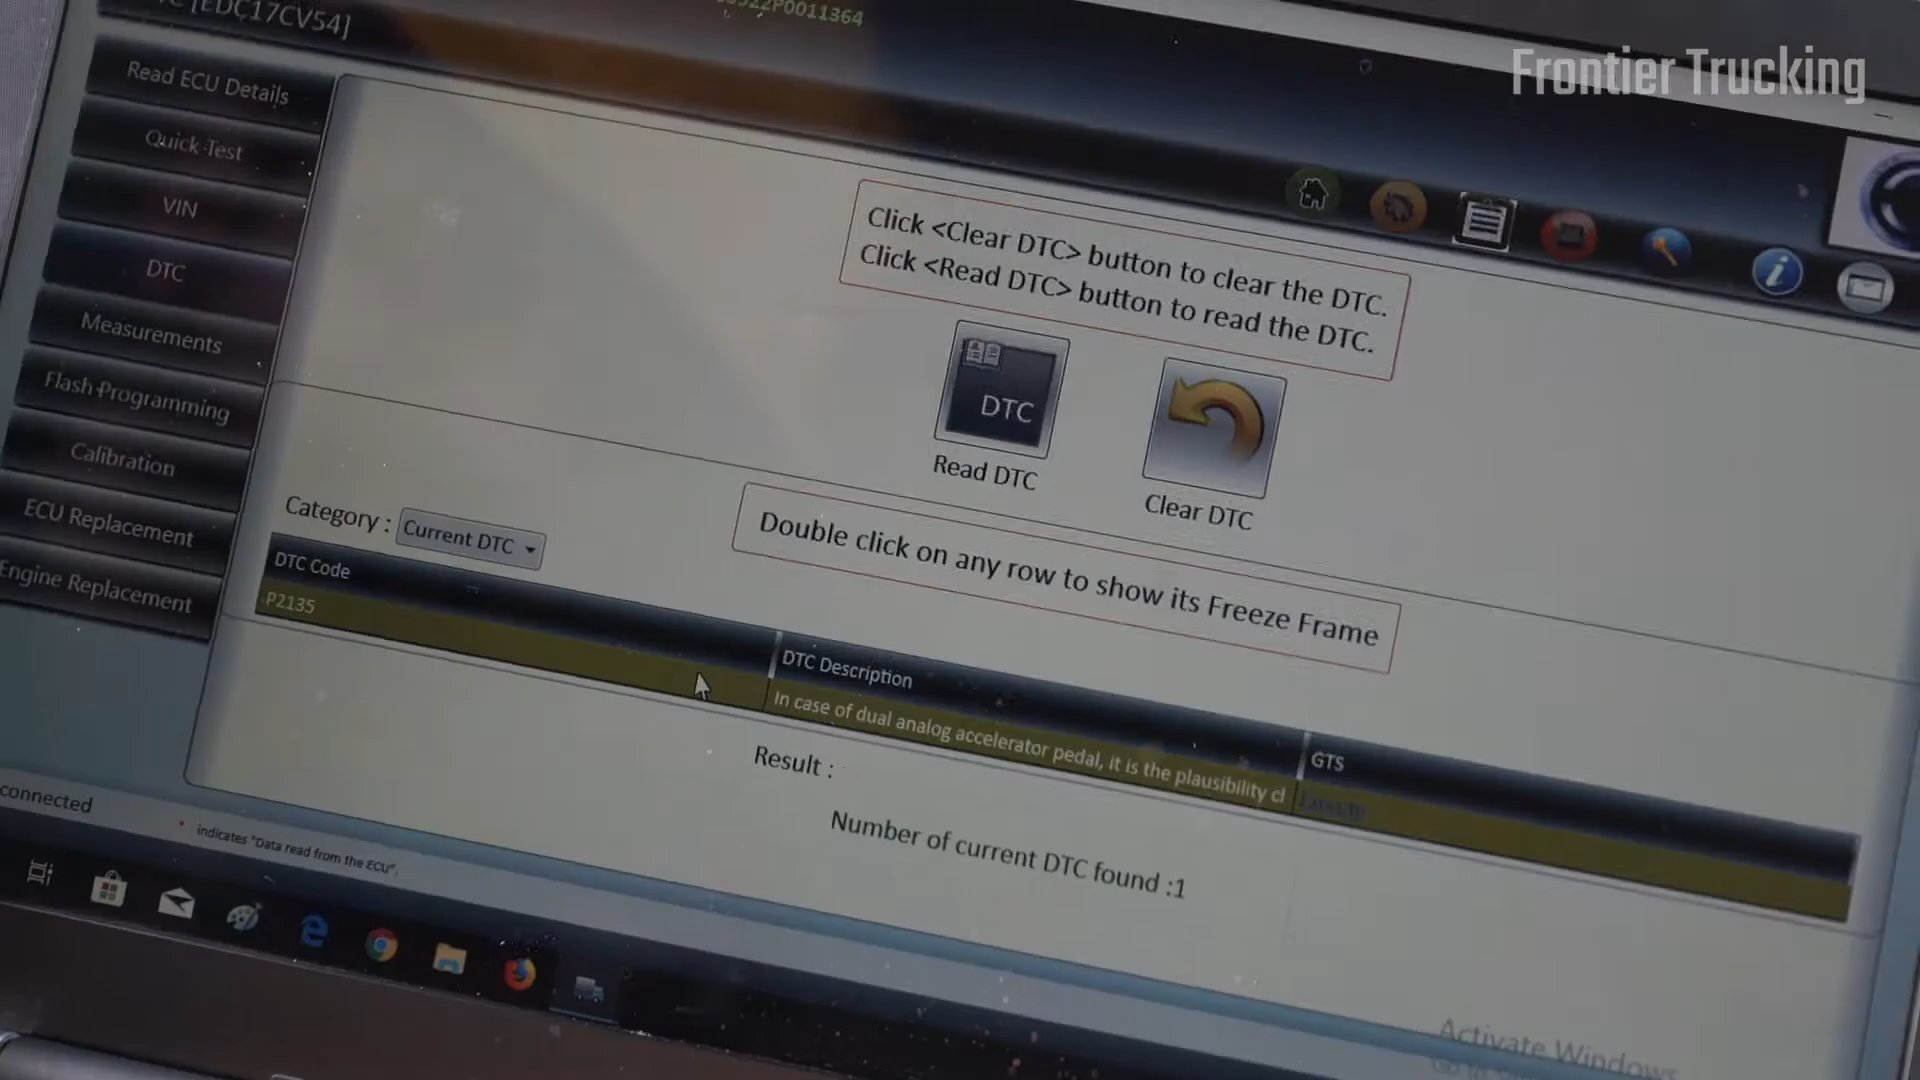 [EDC17CV54]
P0011364
Frontier Trucking
Read ECU Details
Quick Test
VIN
DTC
Measurements
Flash Programming
Calibration
ECU Replacement
Engine Replacement
Click <Clear DTC> button to clear the DTC.
Click <Read DTC> button to read the DTC.
DTC
Read DTC
Clear DTC
Category :
Current DTC
Double click on any row to show its Freeze Frame
DTC Code
DTC Description
GTS
P2135
In case of dual analog accelerator pedal, it is the plausibility cl
Execute
Result :
Number of current DTC found :1
connected
* indicates "Data read from the ECU".
Activate Windows